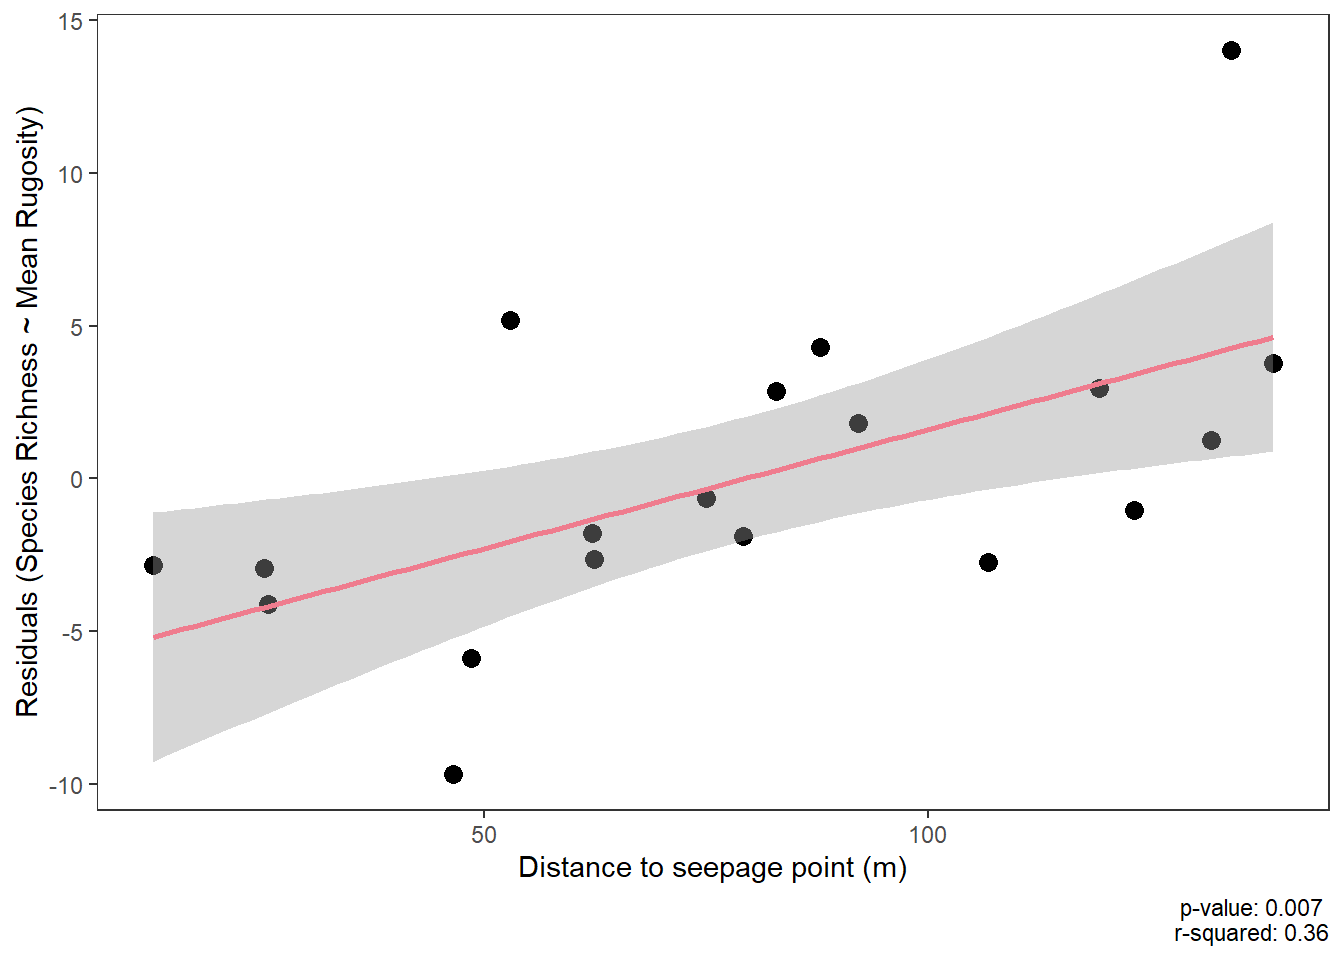 15
10
5
0
-5
-10
Residuals (Species Richness ~ Mean Rugosity)
50
100
Distance to seepage point (m)
p-value: 0.007
r-squared: 0.36